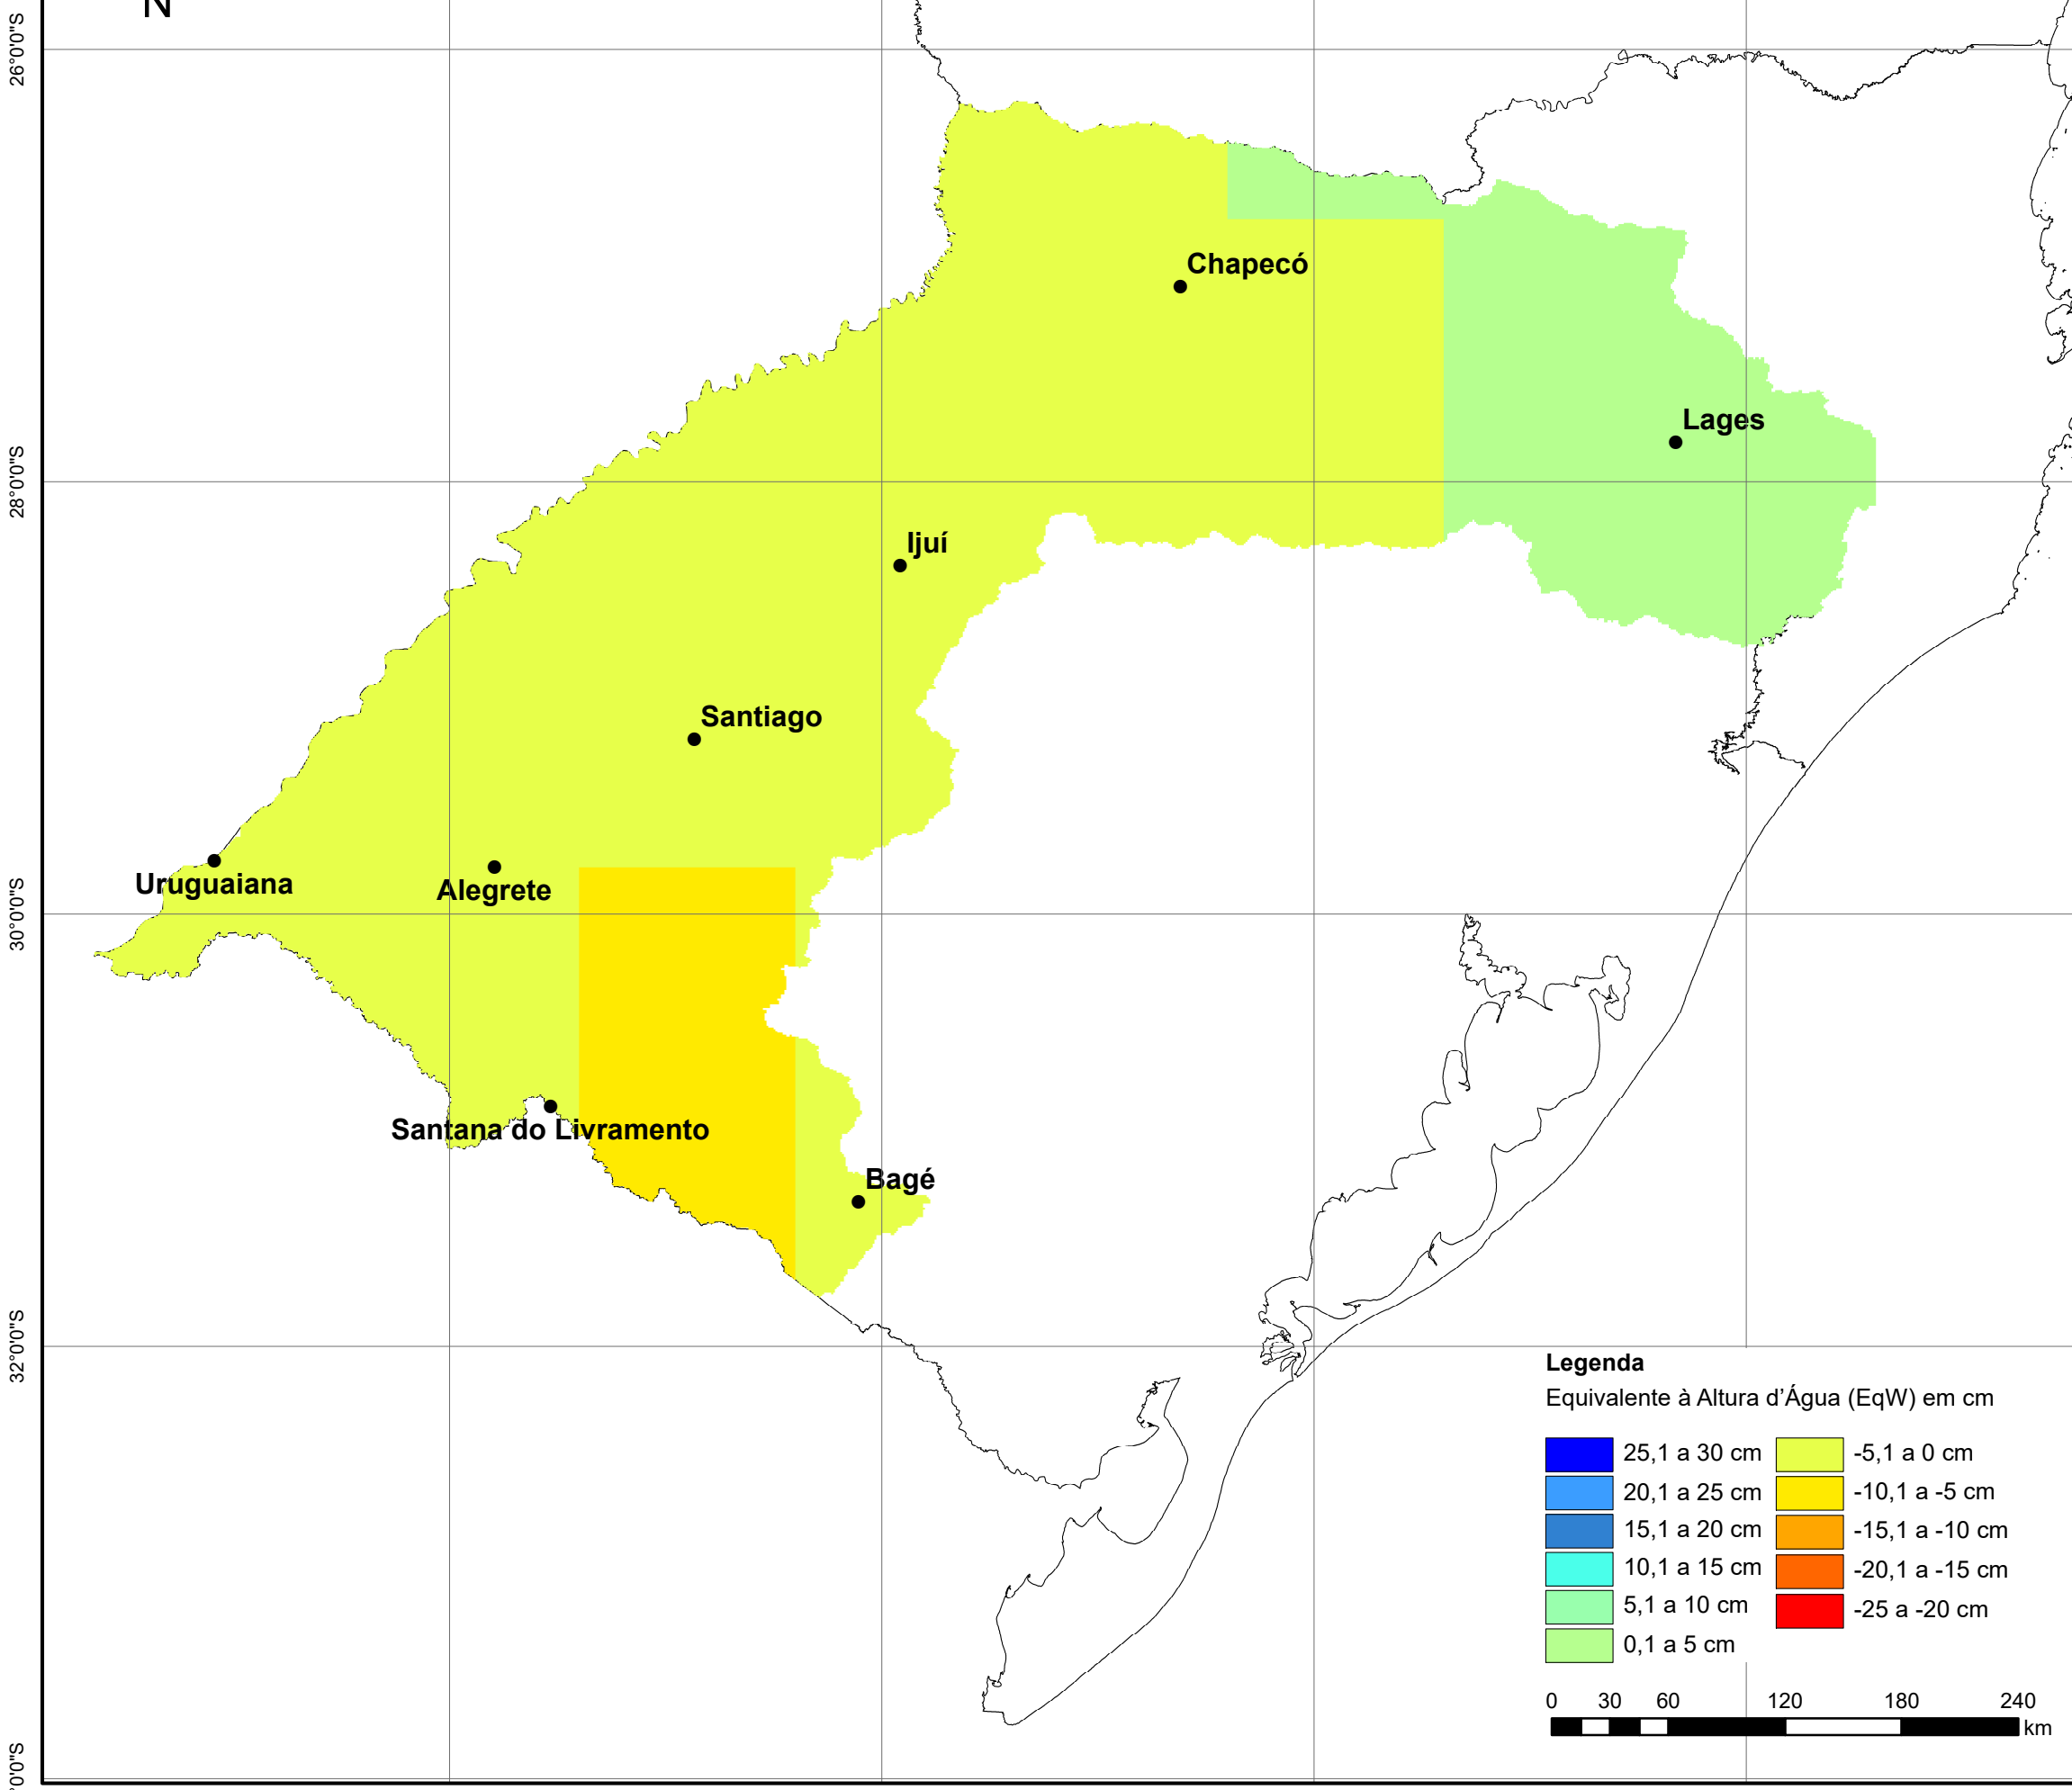 N
26°0'0"S
Chapecó
Lages
28°0'0"S
Ijuí
Santiago
Uruguaiana
Alegrete
30°0'0"S
Santana do Livramento
Bagé
32°0'0"S
Legenda
Equivalente à Altura d’Água (EqW) em cm
25,1 a 30 cm
20,1 a 25 cm
15,1 a 20 cm
10,1 a 15 cm
5,1 a 10 cm
0,1 a 5 cm
-5,1 a 0 cm
-10,1 a -5 cm
-15,1 a -10 cm
-20,1 a -15 cm
-25 a -20 cm
0 30 60 120 180 240
km